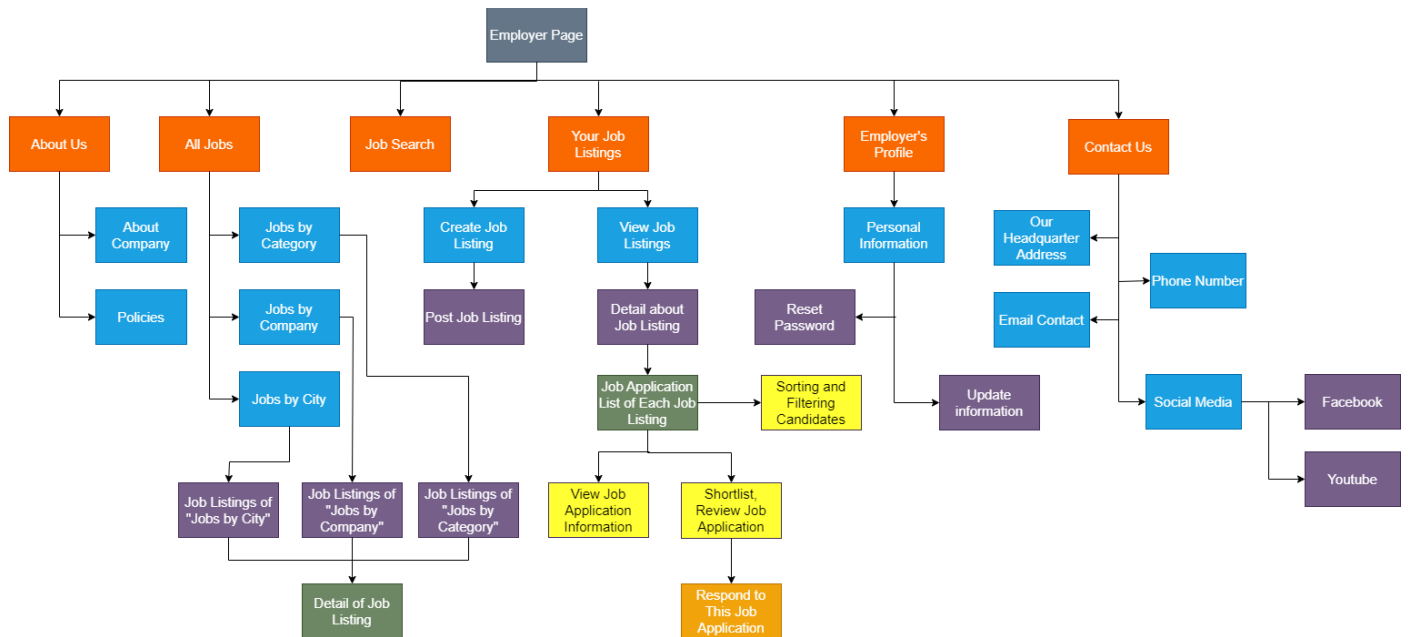 Employer Page
About Us
All Jobs
Job Search
Your Job
Listings
Employer's
Profile
Contact Us
About
Company
Jobs by
Category
Create Job
Listing
View Job
Listings
Personal
Information
Our
Headquarter
Address
Phone Number
Policies
Jobs by
Company
Post Job Listing
Detail about
Job Listing
Reset
Password
Email Contact
Jobs by City
Job Application
List of Each Job
Listing
Sorting and
Filtering
Candidates
Update
information
Social Media
Facebook
Job Listings of
"Jobs by City"
Job Listings of
"Jobs by
Company"
Job Listings of
"Jobs by
Category"
View Job
Application
Information
Shortlist,
Review Job
Application
Youtube
Detail of Job
Listing
Respond to
This Job
Application